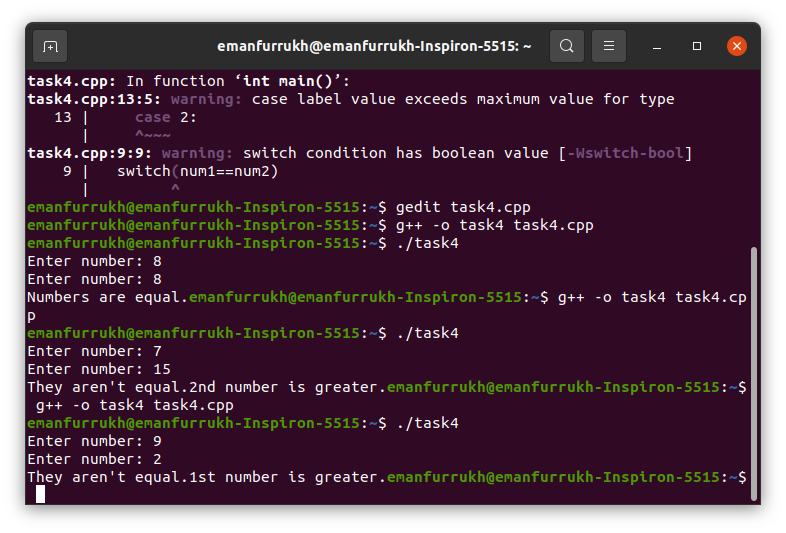 emanfurrukh@emanfurrukh-Inspiron-5515: ~
task4.cpp: In function ‘int main()’:
task4.cpp:13:5: warning: case label value exceeds maximum value for type
   13 |     case 2:
      |     ^~~~
task4.cpp:9:9: warning: switch condition has boolean value [-Wswitch-bool]
    9 |   switch(num1==num2)
      |         ^
emanfurrukh@emanfurrukh-Inspiron-5515:~$ gedit task4.cpp
emanfurrukh@emanfurrukh-Inspiron-5515:~$ g++ -o task4 task4.cpp
emanfurrukh@emanfurrukh-Inspiron-5515:~$ ./task4
Enter number: 8
Enter number: 8
Numbers are equal.emanfurrukh@emanfurrukh-Inspiron-5515:~$ g++ -o task4 task4.cp
p
emanfurrukh@emanfurrukh-Inspiron-5515:~$ ./task4
Enter number: 7
Enter number: 15
They aren't equal.2nd number is greater.emanfurrukh@emanfurrukh-Inspiron-5515:~$
 g++ -o task4 task4.cpp
emanfurrukh@emanfurrukh-Inspiron-5515:~$ ./task4
Enter number: 9
Enter number: 2
They aren't equal.1st number is greater.emanfurrukh@emanfurrukh-Inspiron-5515:~$